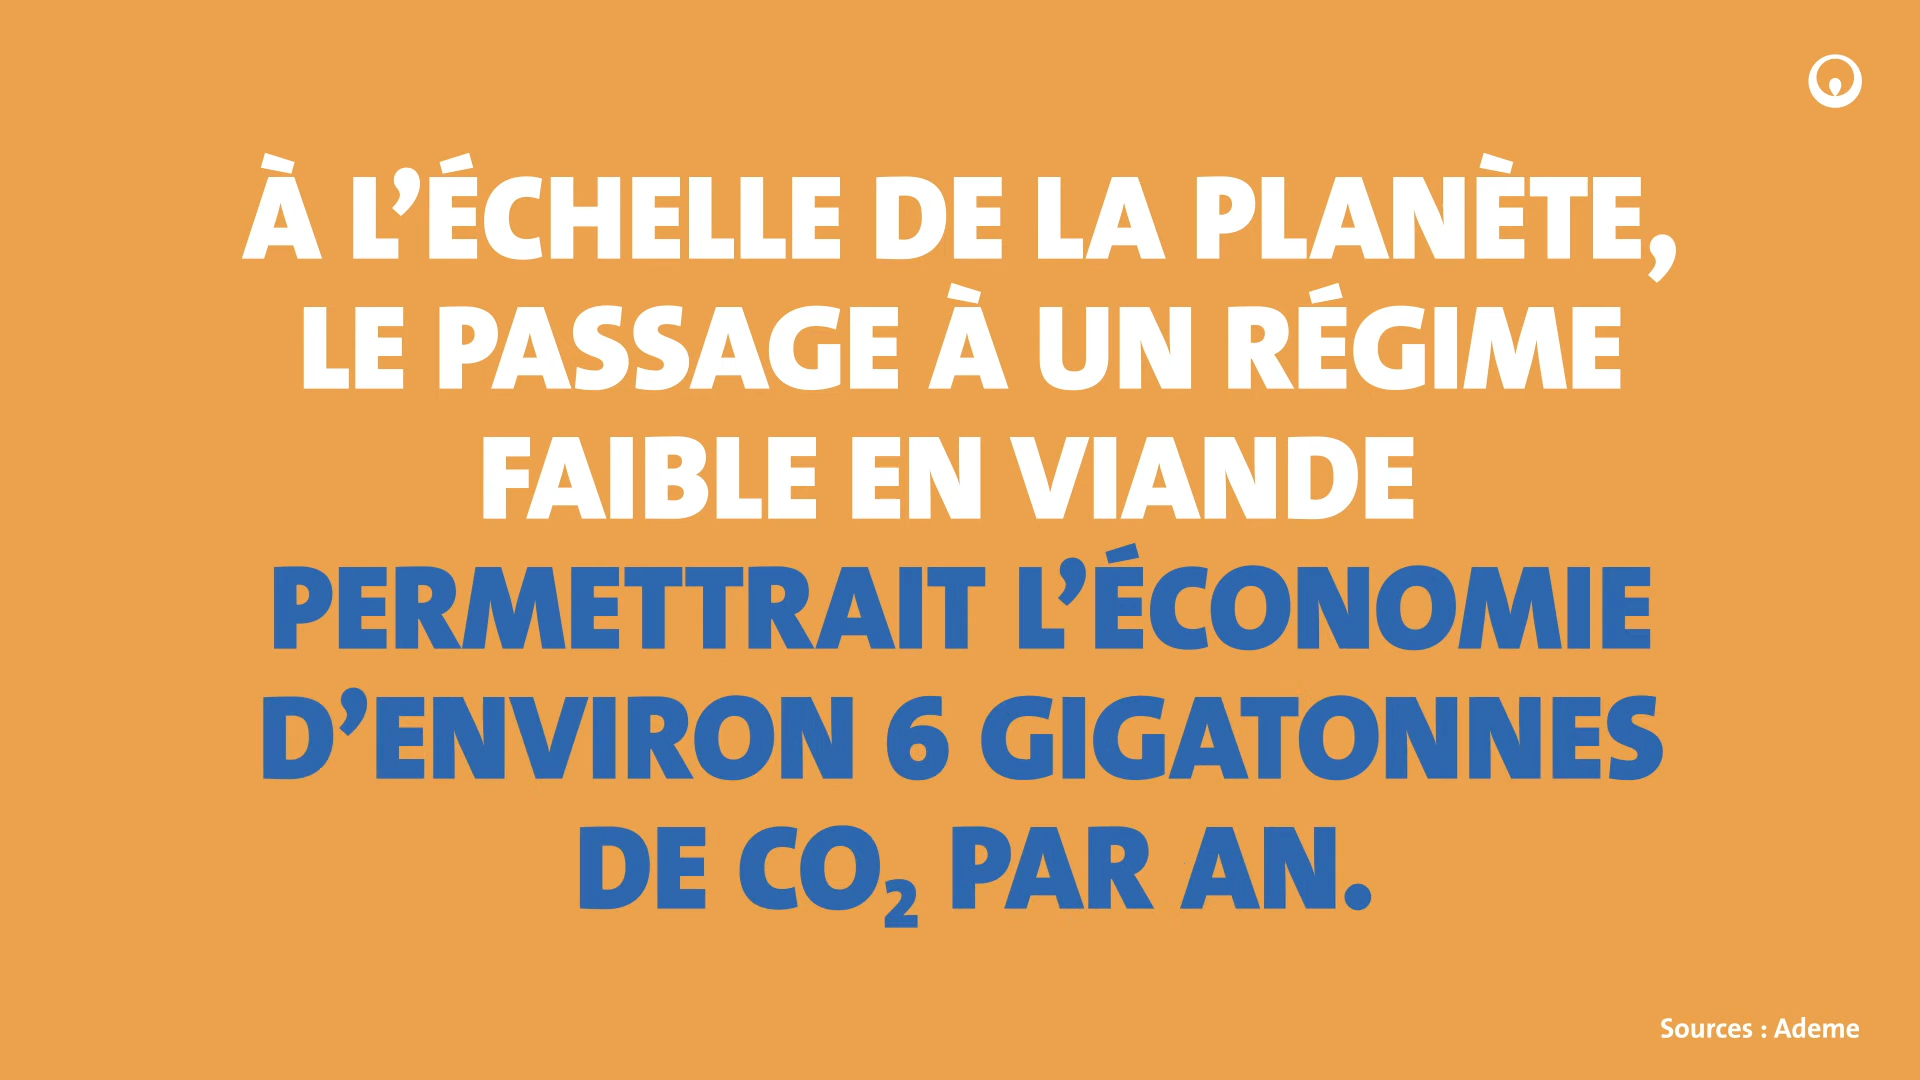 À L’ÉCHELLE DE LA PLANÈTE,
LE PASSAGE À UN RÉGIME
FAIBLE EN VIANDE
PERMETTRAIT L’ÉCONOMIE
D’ENVIRON 6 GIGATONNES
DE CO₂ PAR AN.
Sources : Ademe